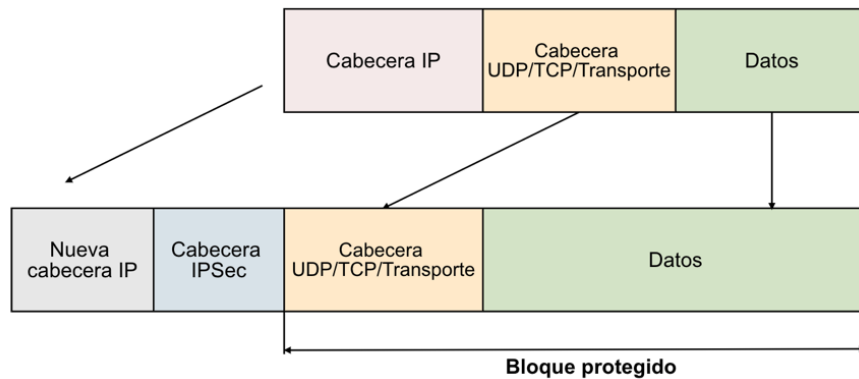 Cabecera IP
Cabecera
UDP/TCP/Transporte
Datos
Nueva
cabecera IP
Cabecera
IPSec
Cabecera
UDP/TCP/Transporte
Datos
Bloque protegido